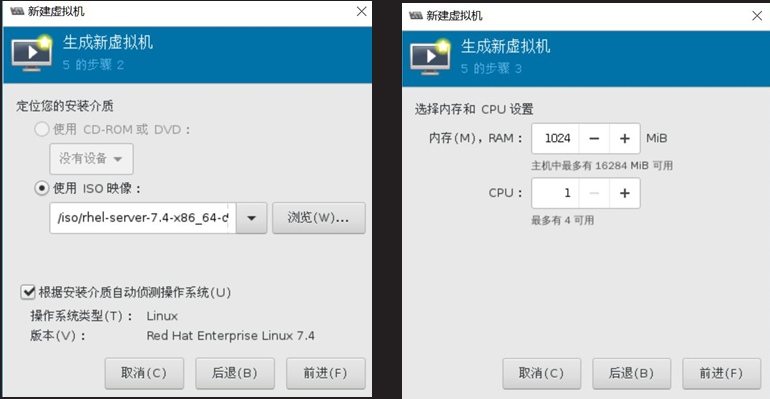 新建虚拟机
生成新虚拟机
5 的步骤 2
定位您的安装介质
使用 CD-ROM 或 DVD：
没有设备
使用 ISO 映像：
/iso/rhel-server-7.4-x86_64-d
浏览(W)...
根据安装介质自动侦测操作系统(U)
操作系统类型(T)： Linux
版本(V)： Red Hat Enterprise Linux 7.4
取消(C) 后退(B) 前进(F)
新建虚拟机
生成新虚拟机
5 的步骤 3
选择内存和 CPU 设置
内存(M)，RAM： 1024 − + MiB
主机中最多有 16284 MiB 可用
CPU： 1 − +
最多有 4 可用
取消(C) 后退(B) 前进(F)